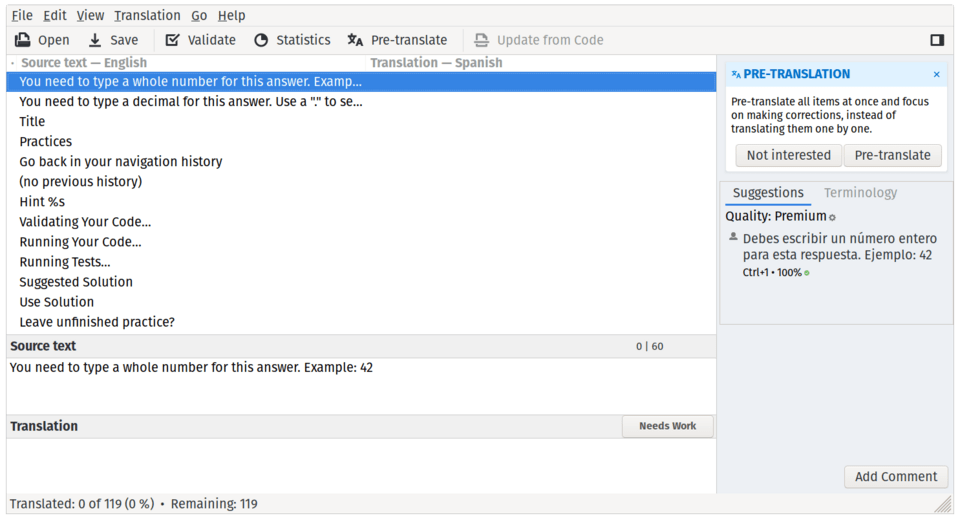 File Edit View Translation Go Help
Open Save Validate Statistics Pre-translate Update from Code
Source text — English Translation — Spanish
You need to type a whole number for this answer. Examp...
You need to type a decimal for this answer. Use a "." to se...
Title
Practices
Go back in your navigation history
(no previous history)
Hint %s
Validating Your Code...
Running Your Code...
Running Tests...
Suggested Solution
Use Solution
Leave unfinished practice?
Source text 0 | 60
You need to type a whole number for this answer. Example: 42
Translation Needs Work
Translated: 0 of 119 (0 %) • Remaining: 119
PRE-TRANSLATION ×
Pre-translate all items at once and focus
on making corrections, instead of
translating them one by one.
Not interested Pre-translate
Suggestions Terminology
Quality: Premium
Debes escribir un número entero
para esta respuesta. Ejemplo: 42
Ctrl+1 • 100%
Add Comment